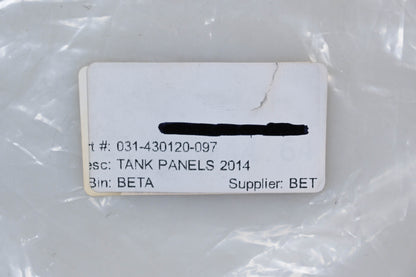 rt #: 031-430120-097
esc: TANK PANELS 2014
Bin: BETA Supplier: BET